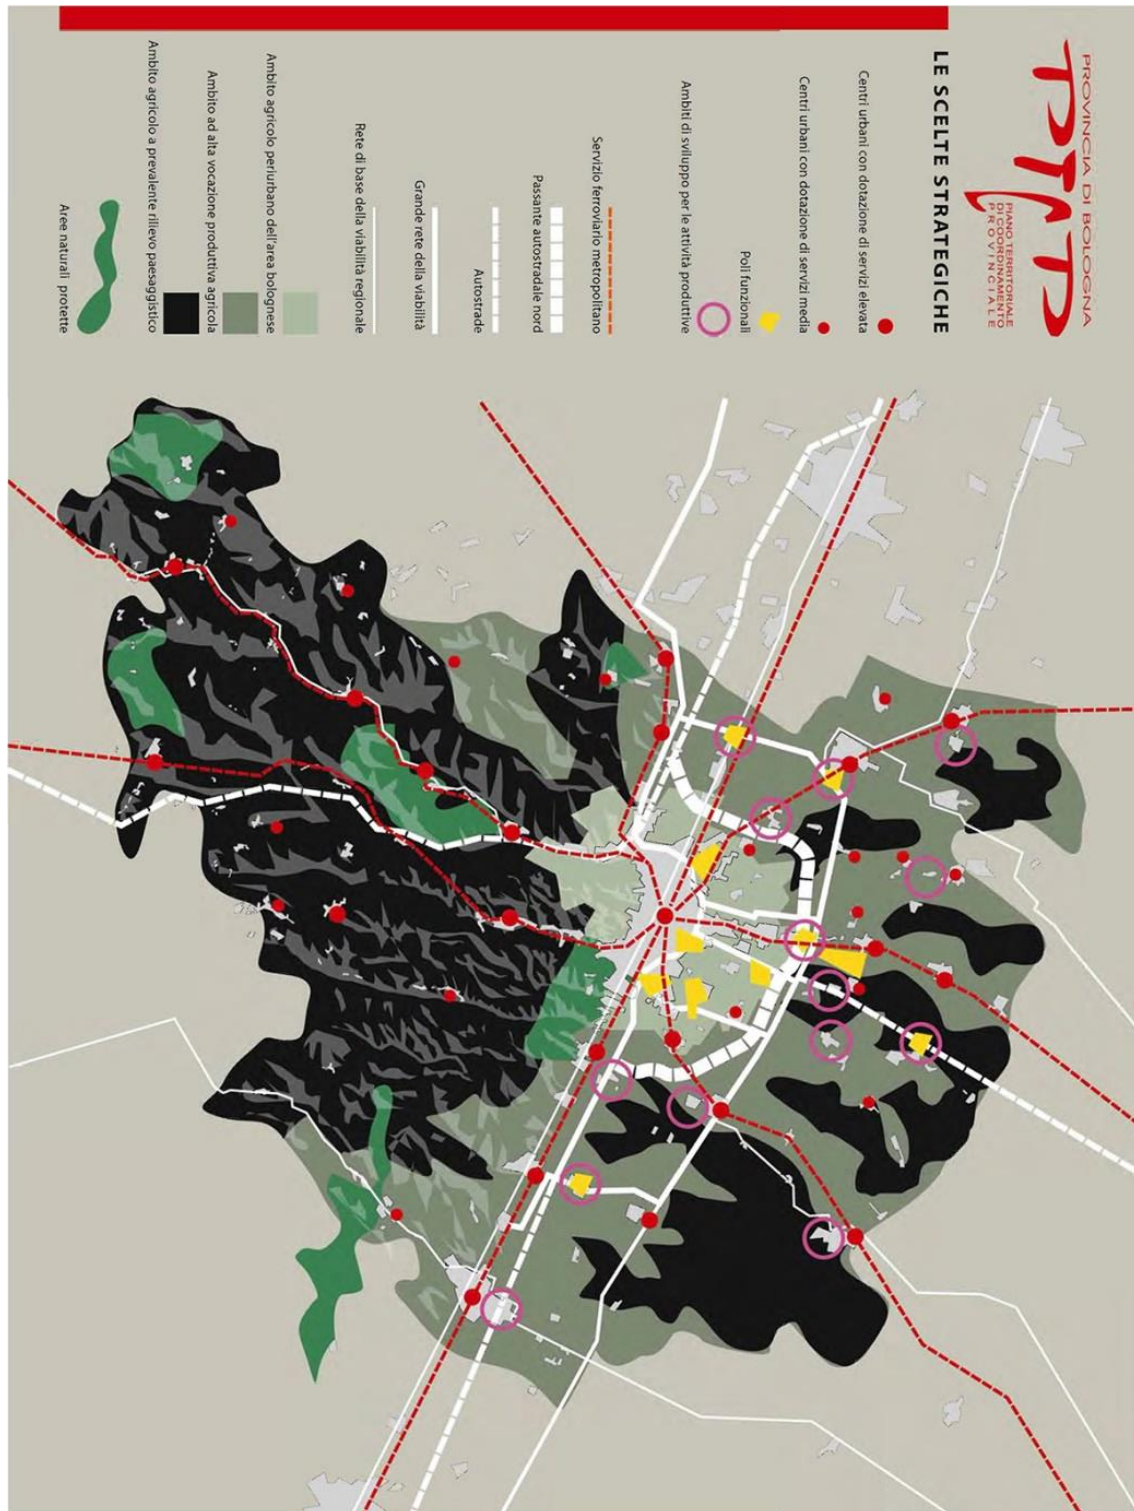 PROVINCIA DI BOLOGNA
PTCP
PIANO TERRITORIALE
DI COORDINAMENTO
PROVINCIALE
LE SCELTE STRATEGICHE
Centri urbani con dotazione di servizi elevata
Centri urbani con dotazione di servizi media
Poli funzionali
Ambiti di sviluppo per le attività produttive
Servizio ferroviario metropolitano
Passante autostradale nord
Autostrade
Grande rete della viabilità
Rete di base della viabilità regionale
Ambito agricolo periurbano dell'area bolognese
Ambito ad alta vocazione produttiva agricola
Ambito agricolo a prevalente rilievo paesaggistico
Aree naturali protette